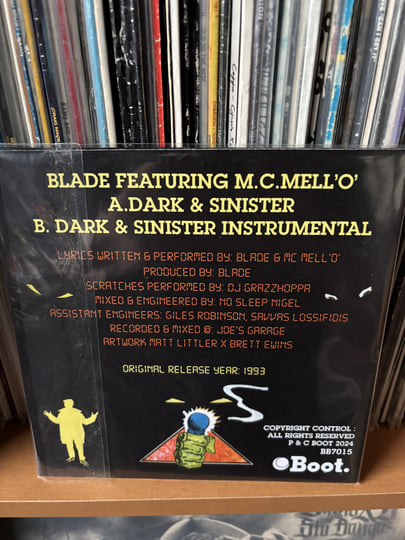 BLADE FEATURING M.C.MELL'O'
A.DARK & SINISTER
B. DARK & SINISTER INSTRUMENTAL
LYRICS WRITTEN & PERFORMED BY: BLADE & MC MELL'O'
PRODUCED BY: BLADE
SCRATCHES PERFORMED BY: DJ GRAZZHOPPA
MIXED & ENGINEERED BY: NO SLEEP NIGEL
ASSISTANT ENGINEERS: GILES ROBINSON, SAVVAS LOSSIFIDIS
RECORDED & MIXED @: JOE'S GARAGE
ARTWORK MATT LITTLER X BRETT EWINS
ORIGINAL RELEASE YEAR: 1993
COPYRIGHT CONTROL :
ALL RIGHTS RESERVED
P & C BOOT 2024
BB7015
Boot.